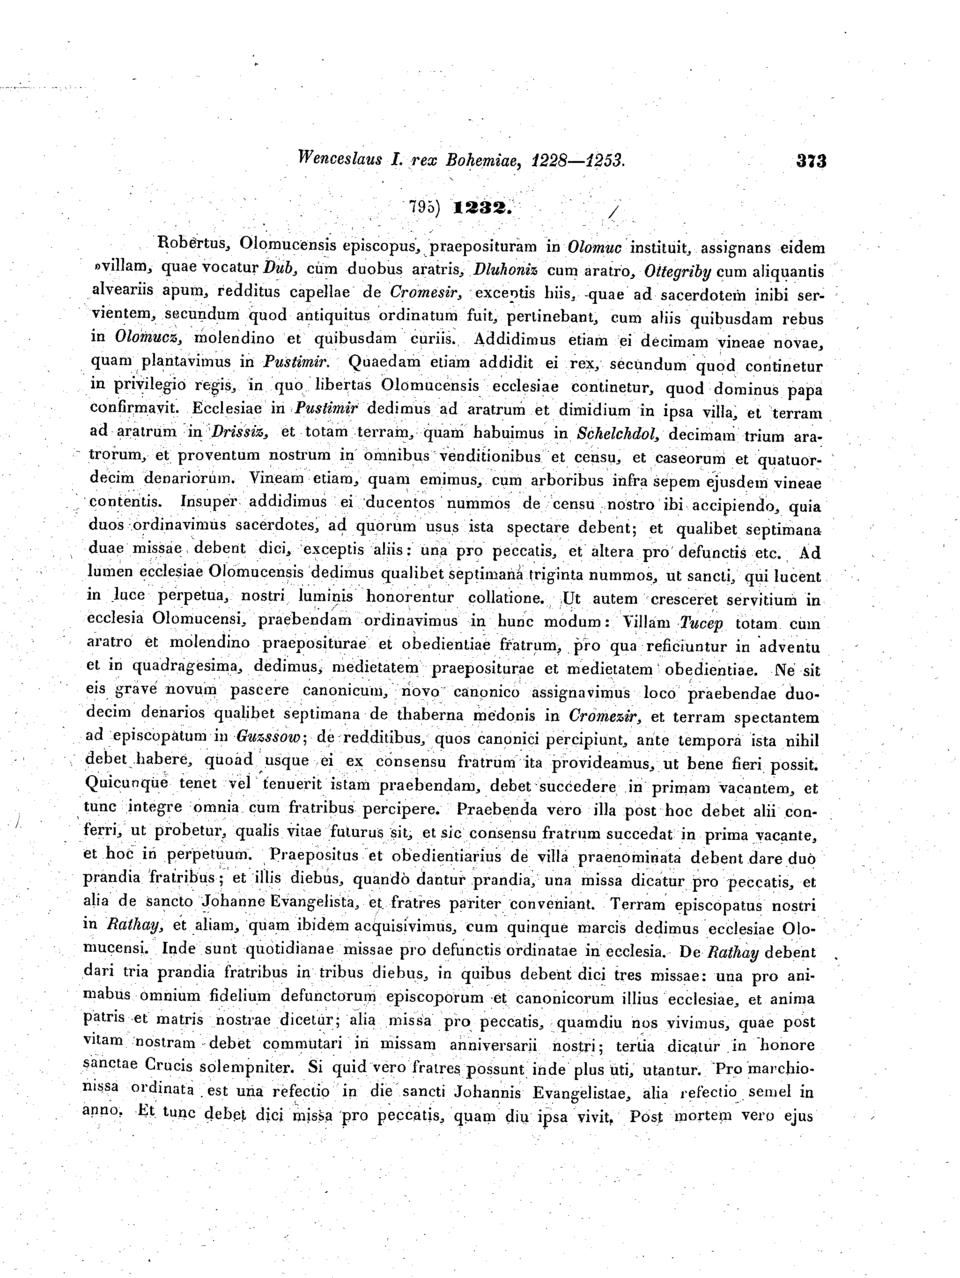 Wenceslaus I. rex Bohemiae, 1228—1253. 373
795) 1232.
Robertus, Olomucensis episcopus, praeposituram in Olomuc instituit, assignans eidem
»villam, quae vocatur Dub, cum duobus aratris, Dluhoniz cum aratro, Ottegriby cum aliquantis
alveariis apum, redditus capellae de Cromesir, exceptis hiis, quae ad sacerdotem inibi ser-
vientem, secundum quod antiquitus ordinatum fuit, pertinebant, cum aliis quibusdam rebus
in Olomucz, molendino et quibusdam curiis. Addidimus etiam ei decimam vineae novae,
quam plantavimus in Pustimir. Quaedam etiam addidit ei rex, secundum quod continetur
in privilegio regis, in quo libertas Olomucensis ecclesiae continetur, quod dominus papa
confirmavit. Ecclesiae in Pustimir dedimus ad aratrum et dimidium in ipsa villa, et terram
ad aratrum in Drissiz, et totam terram, quam habuimus in Schelchdol, decimam trium ara-
trorum, et proventum nostrum in omnibus venditionibus et censu, et caseorum et quatuor-
decim denariorum. Vineam etiam, quam emimus, cum arboribus infra sepem ejusdem vineae
contentis. Insuper addidimus ei ducentos nummos de censu nostro ibi accipiendo, quia
duos ordinavimus sacerdotes, ad quorum usus ista spectare debent; et qualibet septimana
duae missae debent dici, exceptis aliis: una pro peccatis, et altera pro defunctis etc. Ad
lumen ecclesiae Olomucensis dedimus qualibet septimana triginta nummos, ut sancti, qui lucent
in luce perpetua, nostri luminis honorentur collatione. Ut autem cresceret servitium in
ecclesia Olomucensi, praebendam ordinavimus in hunc modum: Villam Tucep totam cum
aratro et molendino praepositurae et obedientiae fratrum, pro qua reficiuntur in adventu
et in quadragesima, dedimus, medietatem praepositurae et medietatem obedientiae. Ne sit
eis grave novum pascere canonicum, novo canonico assignavimus loco praebendae duo-
decim denarios qualibet septimana de thaberna medonis in Cromezir, et terram spectantem
ad episcopatum in Guzssow; de redditibus, quos canonici percipiunt, ante tempora ista nihil
debet habere, quoad usque ei ex consensu fratrum ita provideamus, ut bene fieri possit.
Quicunque tenet vel tenuerit istam praebendam, debet succedere in primam vacantem, et
tunc integre omnia cum fratribus percipere. Praebenda vero illa post hoc debet alii con-
ferri, ut probetur, qualis vitae futurus sit, et sic consensu fratrum succedat in prima vacante,
et hoc in perpetuum. Praepositus et obedientiarius de villa praenominata debent dare duo
prandia fratribus; et illis diebus, quando dantur prandia, una missa dicatur pro peccatis, et
alia de sancto Johanne Evangelista, et fratres pariter conveniant. Terram episcopatus nostri
in Rathay, et aliam, quam ibidem acquisivimus, cum quinque marcis dedimus ecclesiae Olo-
mucensi. Inde sunt quotidianae missae pro defunctis ordinatae in ecclesia. De Rathay debent
dari tria prandia fratribus in tribus diebus, in quibus debent dici tres missae: una pro ani-
mabus omnium fidelium defunctorum episcoporum et canonicorum illius ecclesiae, et anima
patris et matris nostrae dicetur; alia missa pro peccatis, quamdiu nos vivimus, quae post
vitam nostram debet commutari in missam anniversarii nostri; tertia dicatur in honore
sanctae Crucis solempniter. Si quid vero fratres possunt inde plus uti, utantur. Pro marchio-
nissa ordinata est una refectio in die sancti Johannis Evangelistae, alia refectio semel in
anno. Et tunc debet dici missa pro peccatis, quam diu ipsa vivit. Post mortem vero ejus